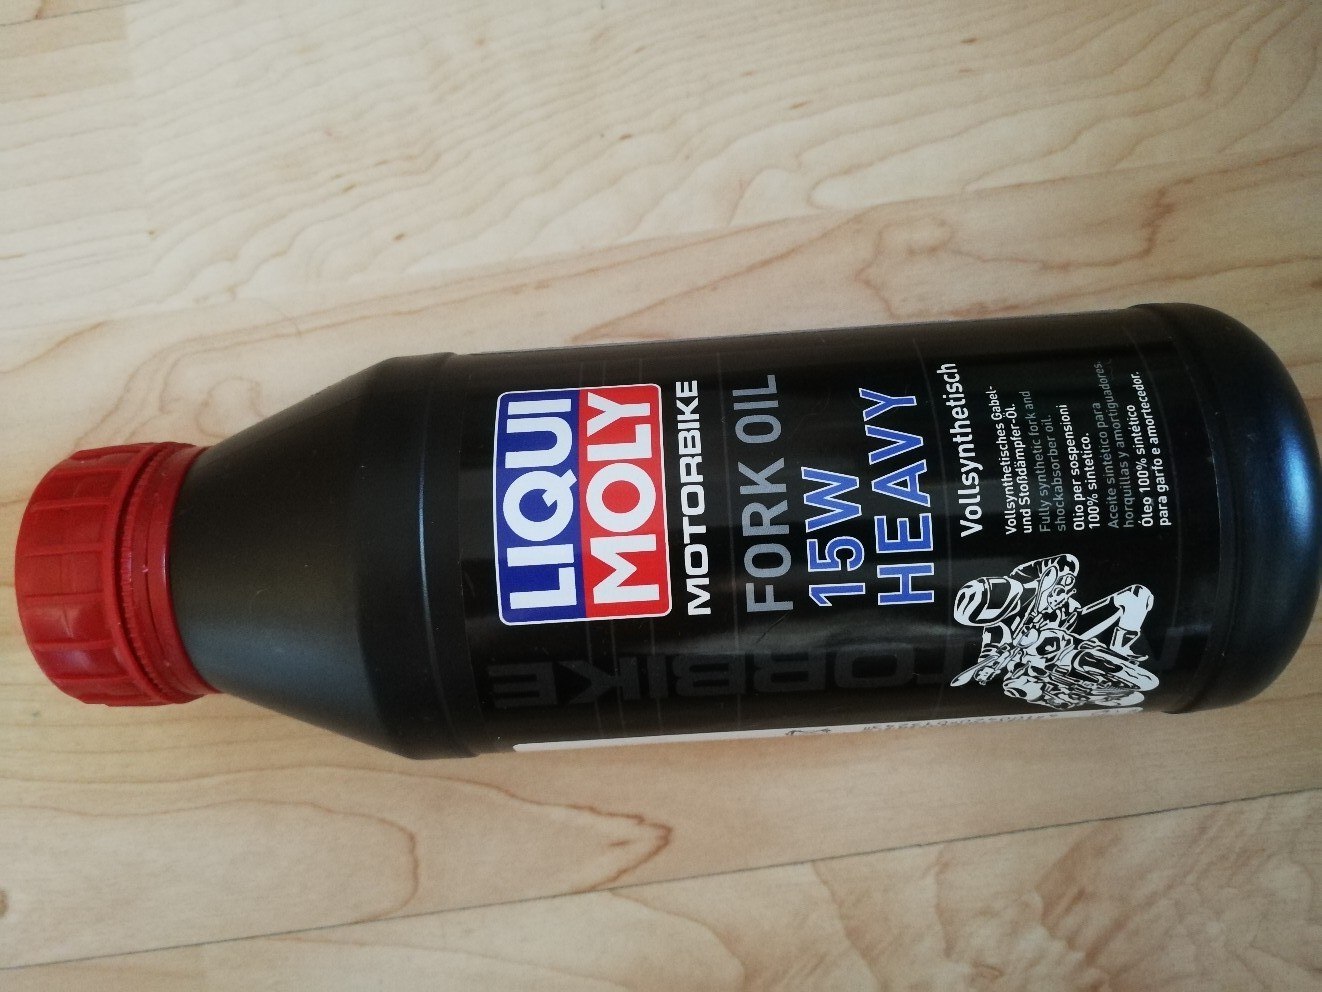 LIQUI
MOLY
MOTORBIKE
FORK OIL
15W
HEAVY
Vollsynthetisch
Vollsynthetisches Gabel-
und Stoßdämpfer-Öl.
Fully synthetic fork and
shockabsorber oil.
Olio per sospensioni
100% sintetico.
Aceite sintético para
horquillas y amortiguadores.
Óleo 100% sintético
para garfo e amortecedor.
TORBIKE